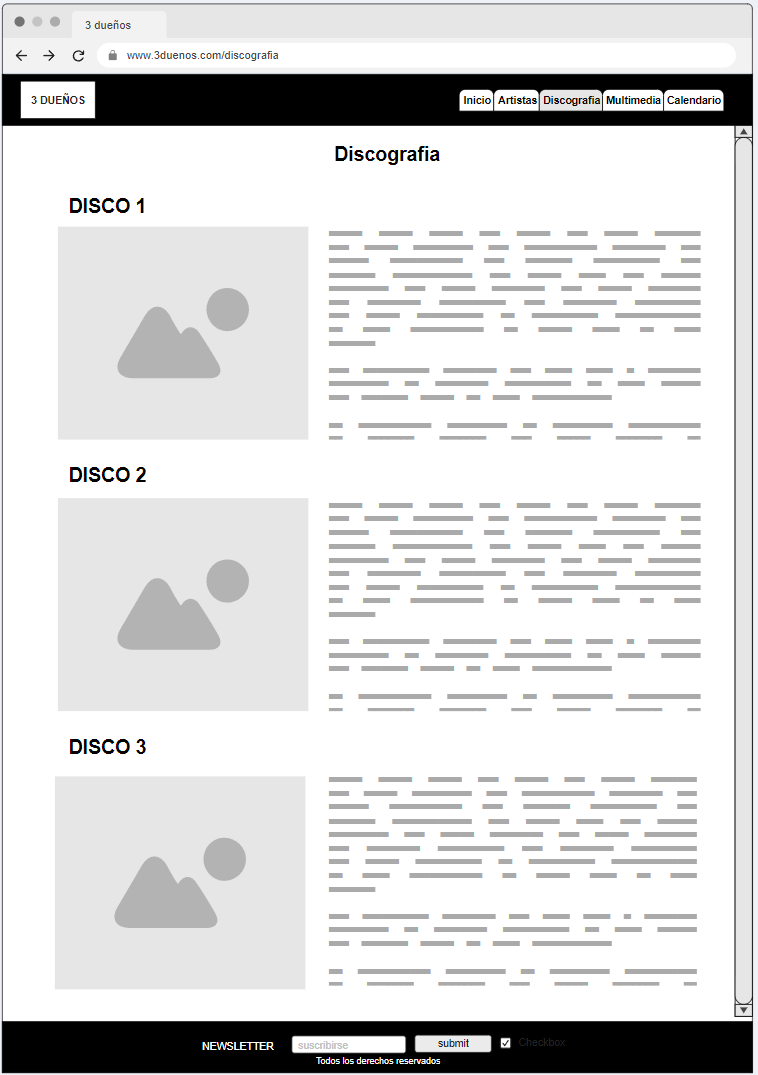 3 dueños
www.3duenos.com/discografia
3 DUEÑOS
Inicio Artistas Discografia Multimedia Calendario
Discografia
DISCO 1
DISCO 2
DISCO 3
NEWSLETTER suscribirse submit Checkbox
Todos los derechos reservados